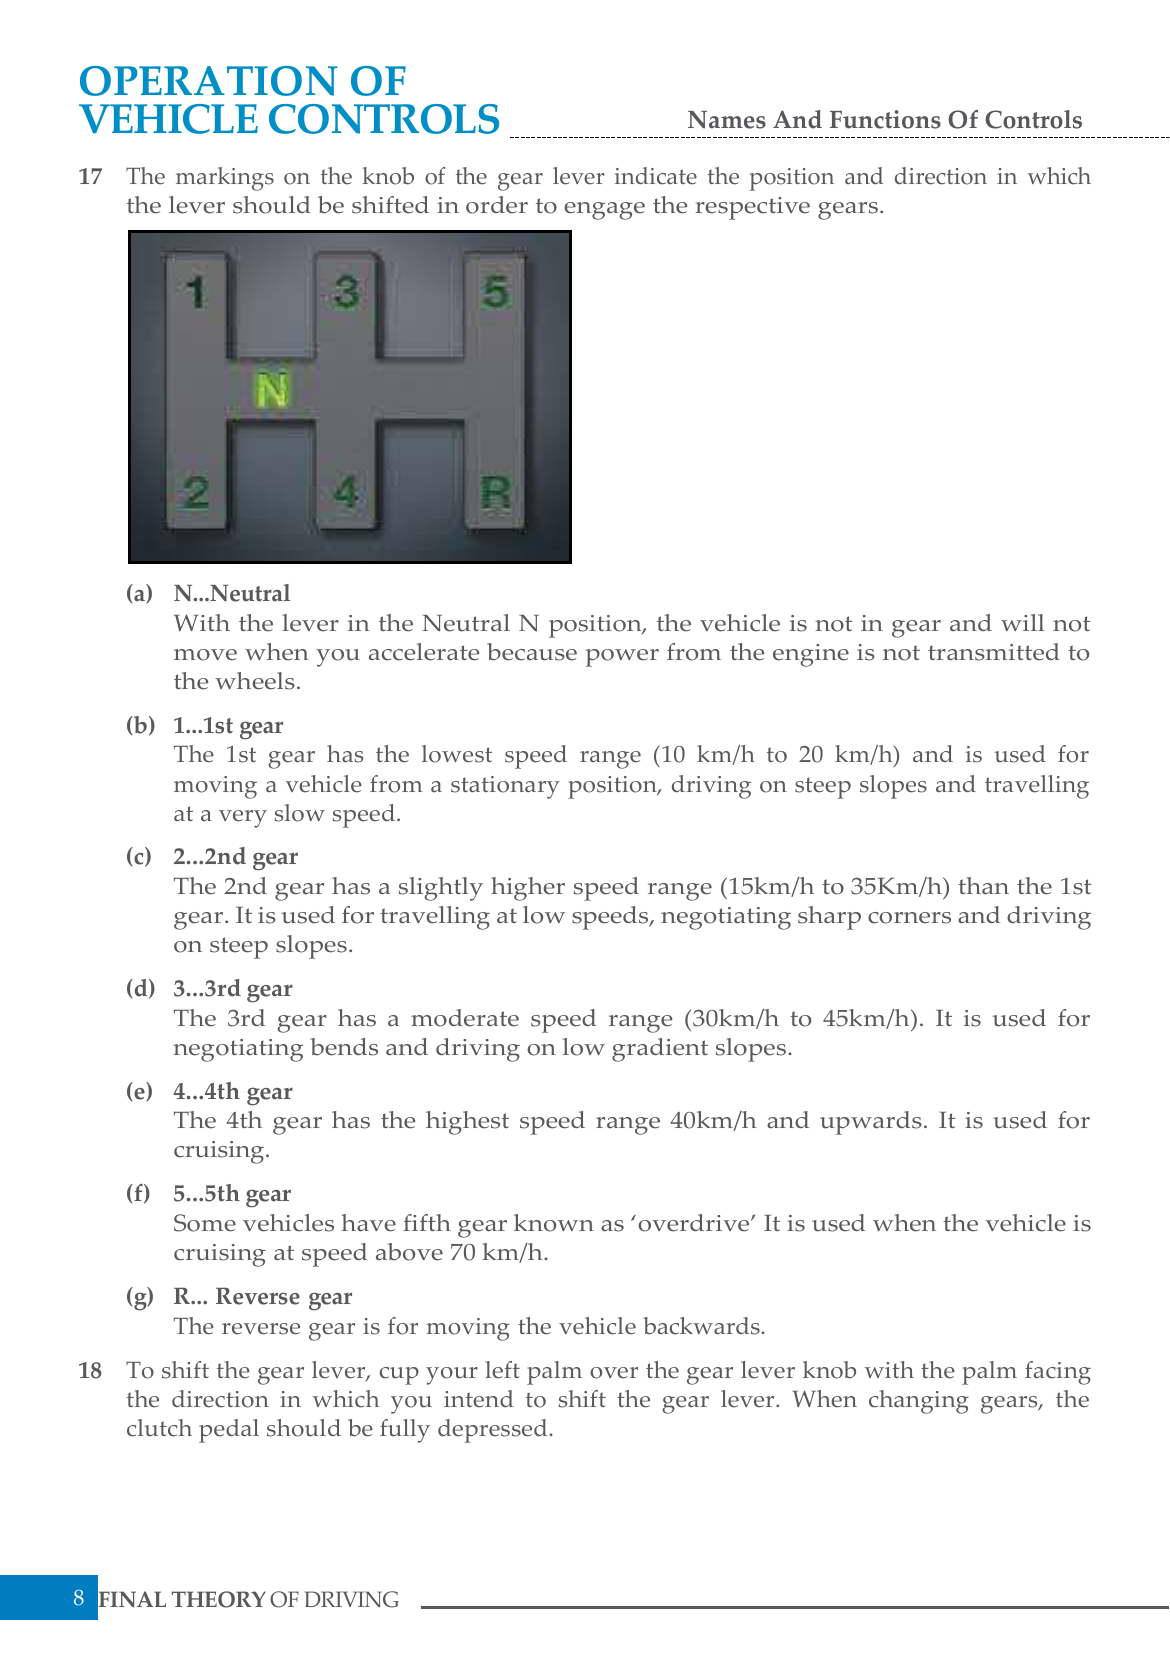 OPERATION OF
VEHICLE CONTROLS
Names And Functions Of Controls
17 The markings on the knob of the gear lever indicate the position and direction in which
the lever should be shifted in order to engage the respective gears.
1 3 5
N
2 4 R
(a) N...Neutral
With the lever in the Neutral N position, the vehicle is not in gear and will not
move when you accelerate because power from the engine is not transmitted to
the wheels.
(b) 1...1st gear
The 1st gear has the lowest speed range (10 km/h to 20 km/h) and is used for
moving a vehicle from a stationary position, driving on steep slopes and travelling
at a very slow speed.
(c) 2...2nd gear
The 2nd gear has a slightly higher speed range (15km/h to 35Km/h) than the 1st
gear. It is used for travelling at low speeds, negotiating sharp corners and driving
on steep slopes.
(d) 3...3rd gear
The 3rd gear has a moderate speed range (30km/h to 45km/h). It is used for
negotiating bends and driving on low gradient slopes.
(e) 4...4th gear
The 4th gear has the highest speed range 40km/h and upwards. It is used for
cruising.
(f) 5...5th gear
Some vehicles have fifth gear known as ‘overdrive’ It is used when the vehicle is
cruising at speed above 70 km/h.
(g) R... Reverse gear
The reverse gear is for moving the vehicle backwards.
18 To shift the gear lever, cup your left palm over the gear lever knob with the palm facing
the direction in which you intend to shift the gear lever. When changing gears, the
clutch pedal should be fully depressed.
8 FINAL THEORY OF DRIVING